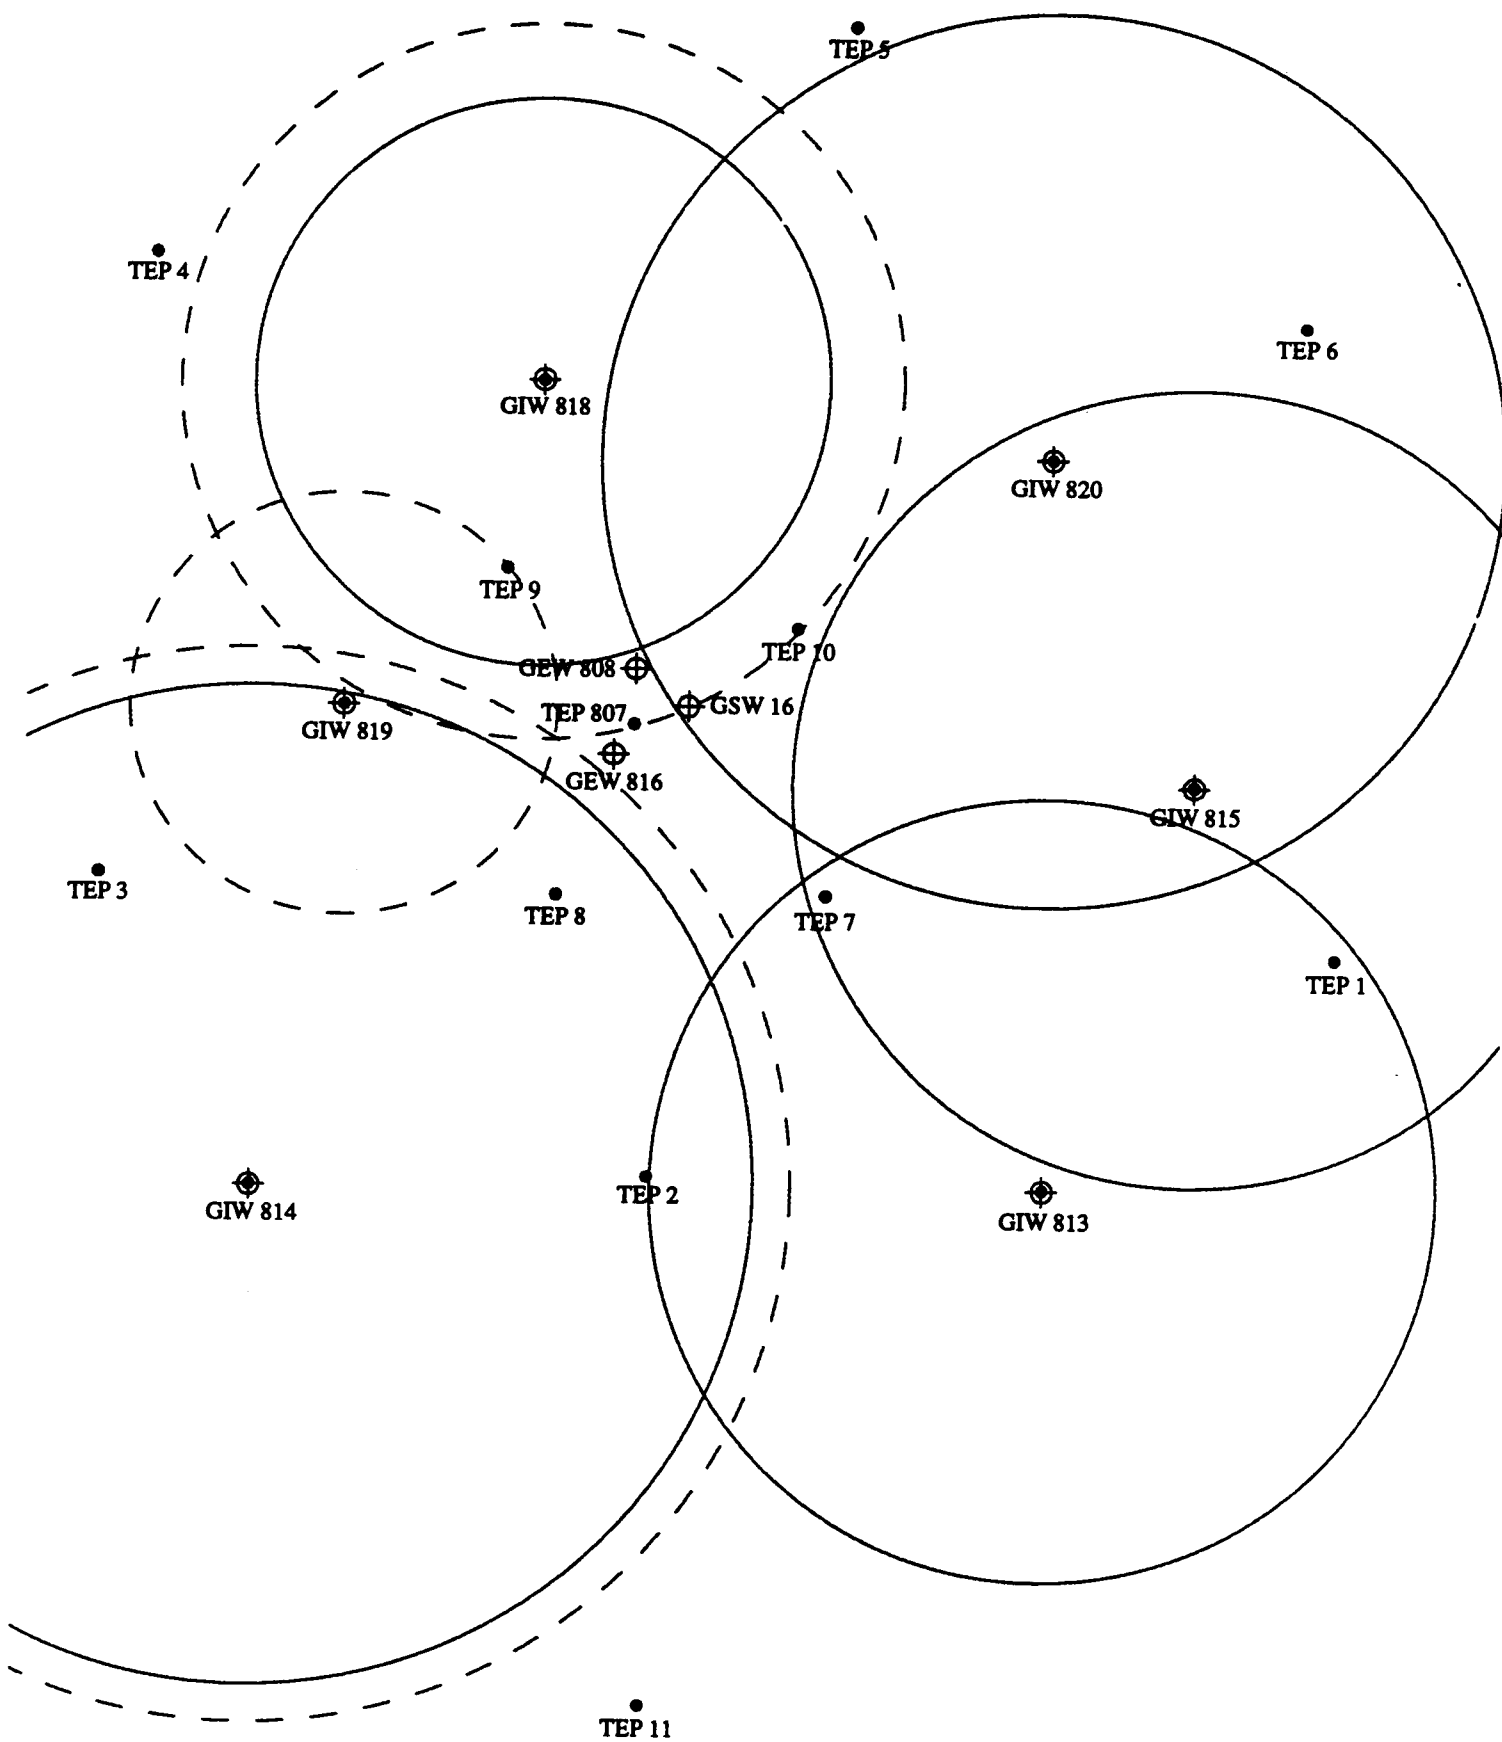 TEP 5
TEP 4
TEP 6
GIW 818
GIW 820
TEP 9
TEP 10
GEW 808
GSW 16
TEP 807
GIW 819
GEW 816
GIW 815
TEP 3
TEP 8
TEP 7
TEP 1
TEP 2
GIW 814
GIW 813
TEP 11